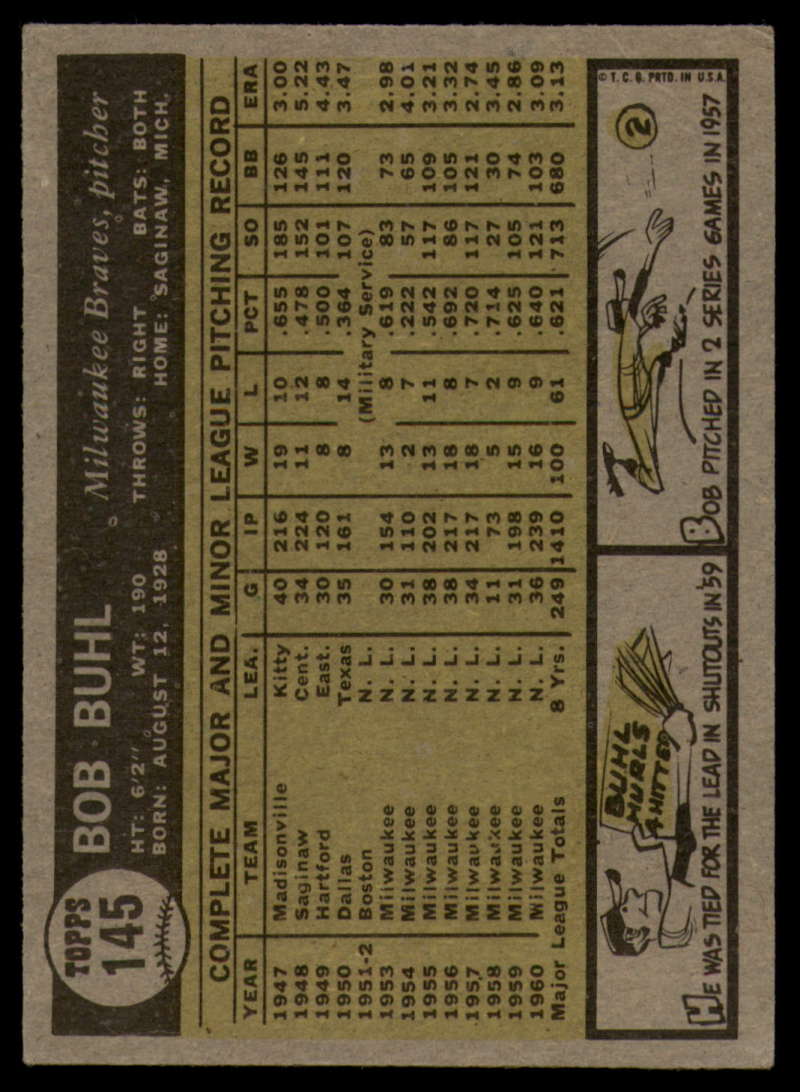 TOPPS
145
BOB BUHL
Milwaukee Braves, pitcher
HT: 6'2" WT: 190 THROWS: RIGHT BATS: BOTH
BORN: AUGUST 12, 1928 HOME: SAGINAW, MICH.
COMPLETE MAJOR AND MINOR LEAGUE PITCHING RECORD
YEAR TEAM LEA. G IP W L PCT SO BB ERA
1947 Madisonville Kitty 40 216 19 10 .655 185 126 3.00
1948 Saginaw Cent. 34 224 11 12 .478 152 145 5.22
1949 Hartford East. 30 120 8 8 .500 101 111 4.43
1950 Dallas Texas 35 161 8 14 .364 107 120 3.47
1951-2 Boston N. L. (Military Service)
1953 Milwaukee N. L. 30 154 13 8 .619 83 73 2.98
1954 Milwaukee N. L. 31 110 2 7 .222 57 65 4.01
1955 Milwaukee N. L. 38 202 13 11 .542 117 109 3.21
1956 Milwaukee N. L. 38 217 18 8 .692 86 105 3.32
1957 Milwaukee N. L. 34 217 18 7 .720 117 121 2.74
1958 Milwaukee N. L. 11 73 5 2 .714 27 30 3.45
1959 Milwaukee N. L. 31 198 15 9 .625 105 74 2.86
1960 Milwaukee N. L. 36 239 16 9 .640 121 103 3.09
Major League Totals 8 Yrs. 249 1410 100 61 .621 713 680 3.13
BUHL
HURLS
4 HITTER
HE WAS TIED FOR THE LEAD IN SHUTOUTS IN '59
© T. C. G. PRTD. IN U.S.A.
2
BOB PITCHED IN 2 SERIES GAMES IN 1957